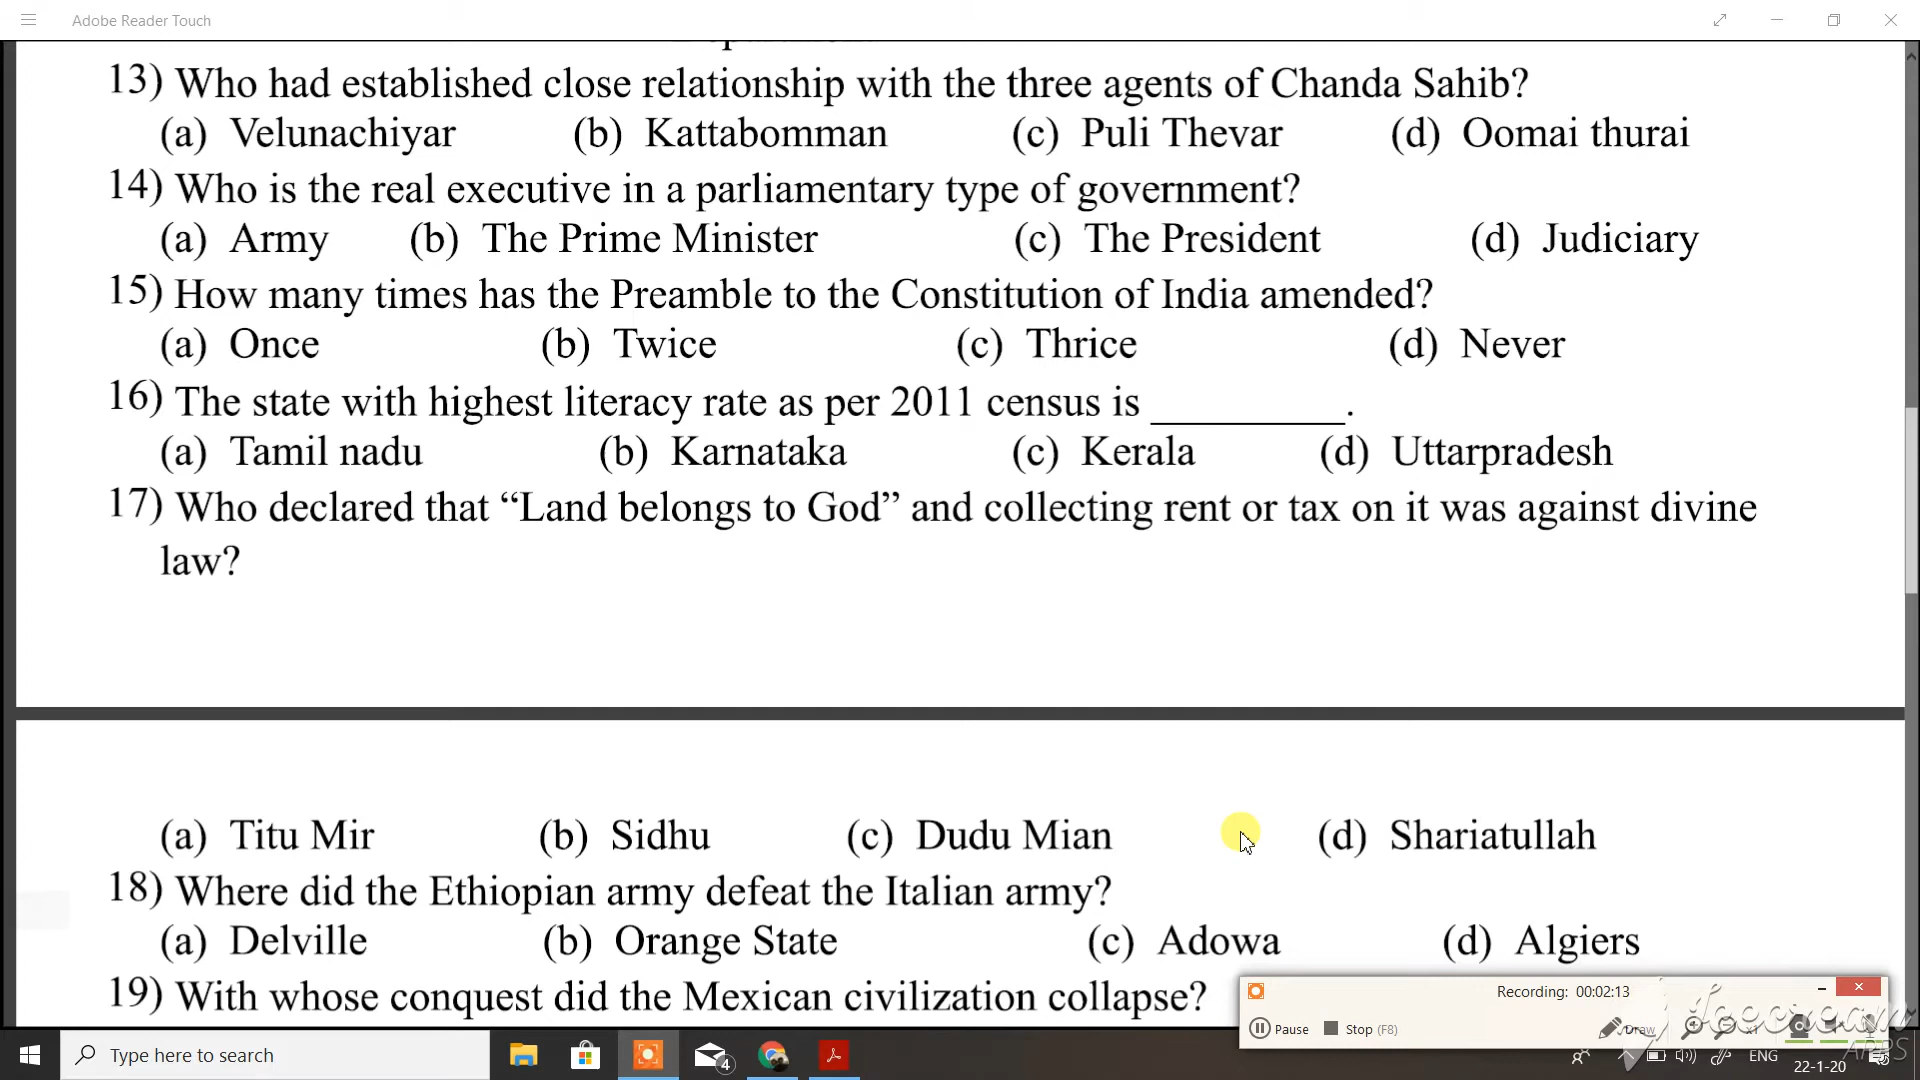 Adobe Reader Touch
13) Who had established close relationship with the three agents of Chanda Sahib?
(a) Velunachiyar (b) Kattabomman (c) Puli Thevar (d) Oomai thurai
14) Who is the real executive in a parliamentary type of government?
(a) Army (b) The Prime Minister (c) The President (d) Judiciary
15) How many times has the Preamble to the Constitution of India amended?
(a) Once (b) Twice (c) Thrice (d) Never
16) The state with highest literacy rate as per 2011 census is _________.
(a) Tamil nadu (b) Karnataka (c) Kerala (d) Uttarpradesh
17) Who declared that “Land belongs to God” and collecting rent or tax on it was against divine
law?
(a) Titu Mir (b) Sidhu (c) Dudu Mian (d) Shariatullah
18) Where did the Ethiopian army defeat the Italian army?
(a) Delville (b) Orange State (c) Adowa (d) Algiers
19) With whose conquest did the Mexican civilization collapse?
Recording: 00:02:13
Pause Stop (F8) Draw x1
Icecream
APPS
Type here to search
4
ENG
22-1-20